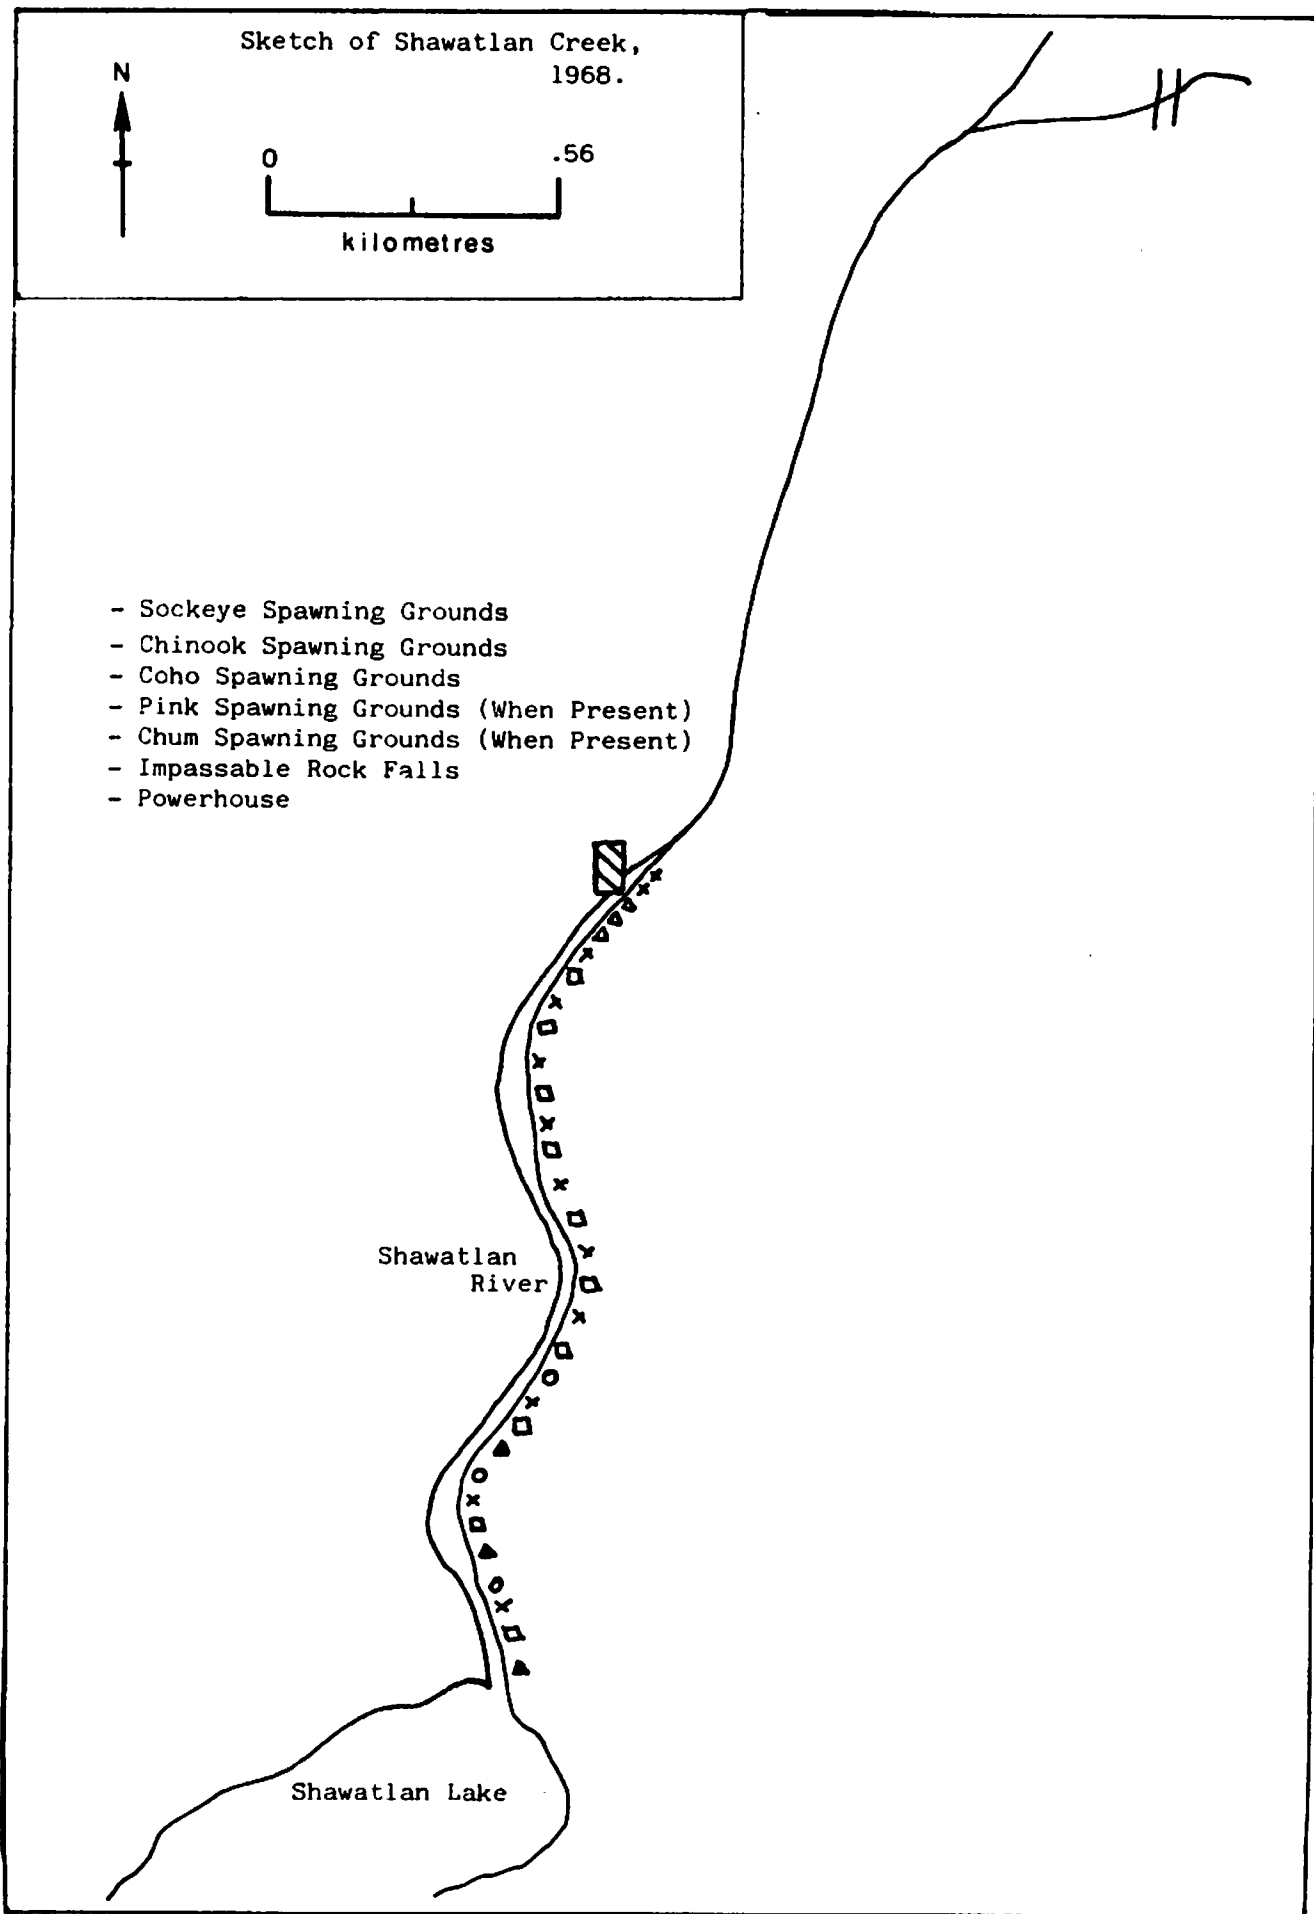 Sketch of Shawatlan Creek,
1968.
N
0 .56
kilometres
- Sockeye Spawning Grounds
- Chinook Spawning Grounds
- Coho Spawning Grounds
- Pink Spawning Grounds (When Present)
- Chum Spawning Grounds (When Present)
- Impassable Rock Falls
- Powerhouse
Shawatlan
River
Shawatlan Lake